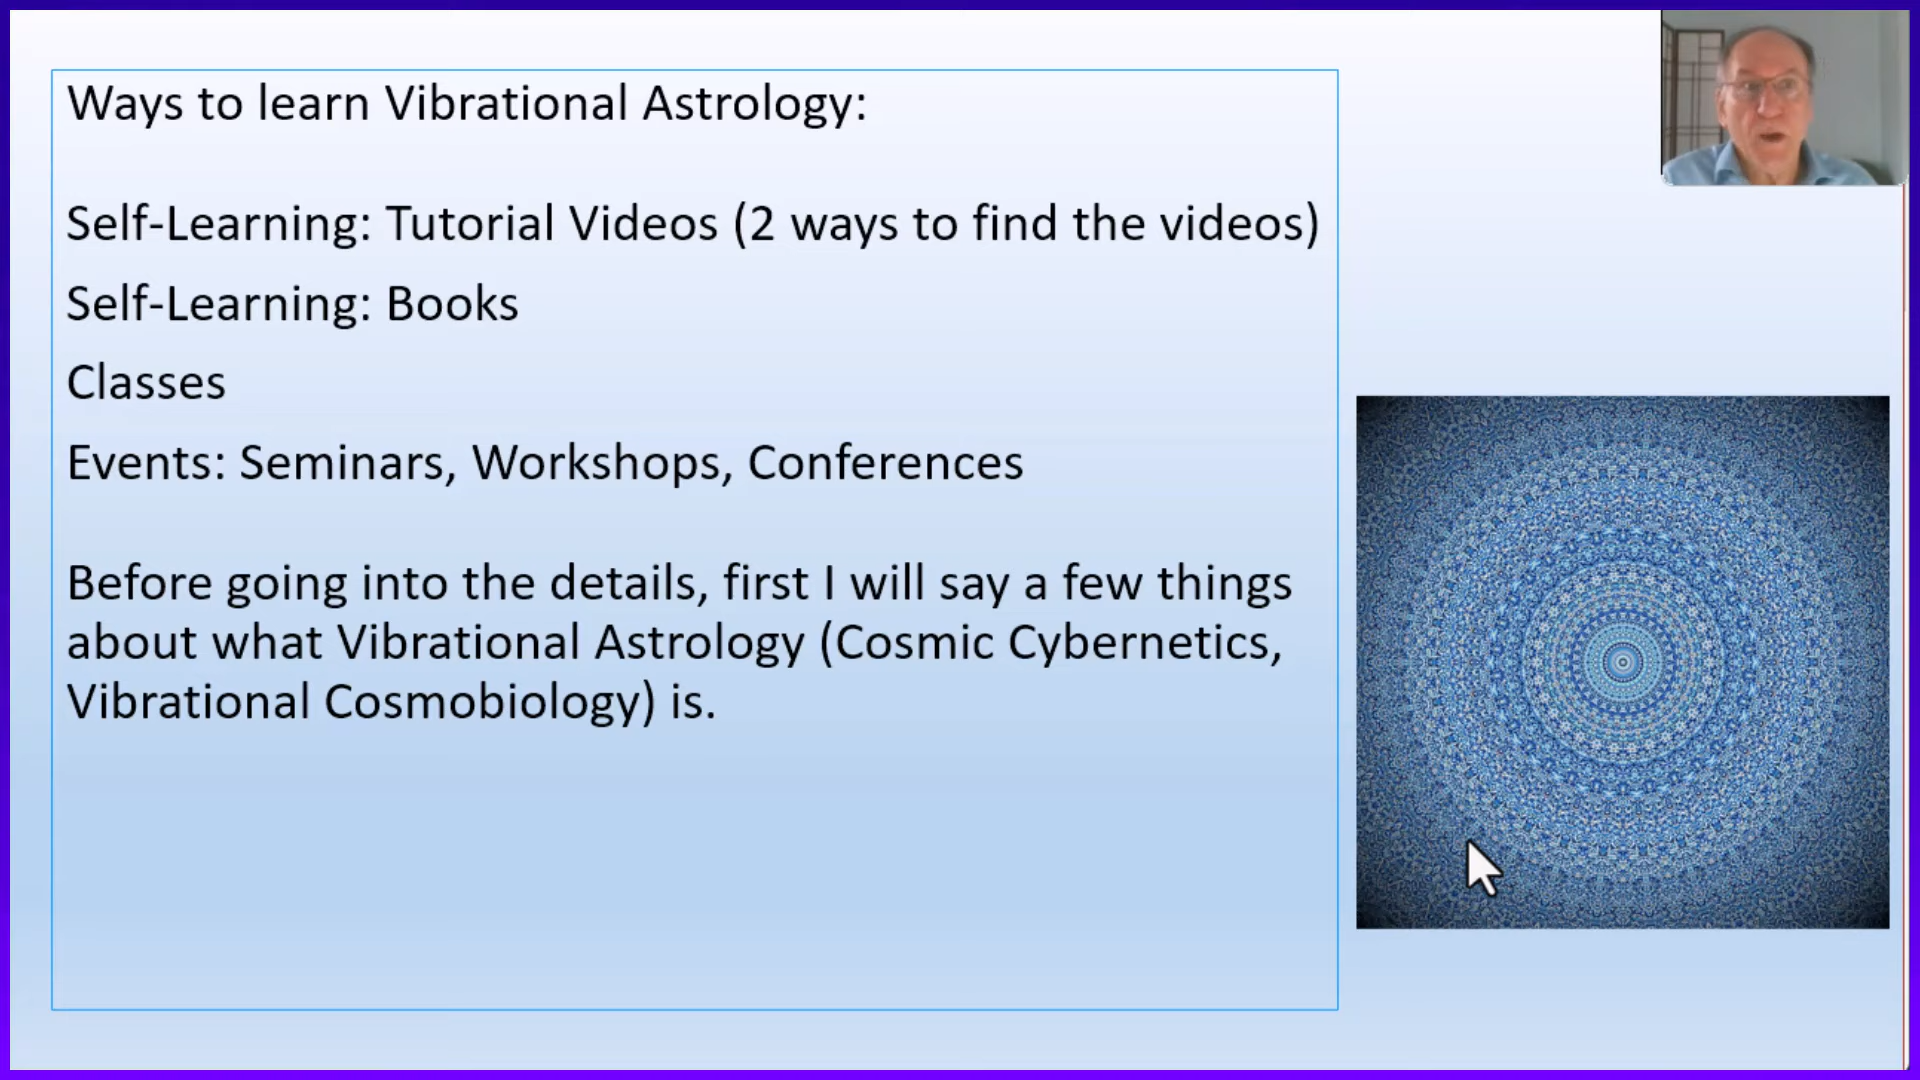 Ways to learn Vibrational Astrology:
Self-Learning: Tutorial Videos (2 ways to find the videos)
Self-Learning: Books
Classes
Events: Seminars, Workshops, Conferences
Before going into the details, first I will say a few things
about what Vibrational Astrology (Cosmic Cybernetics,
Vibrational Cosmobiology) is.